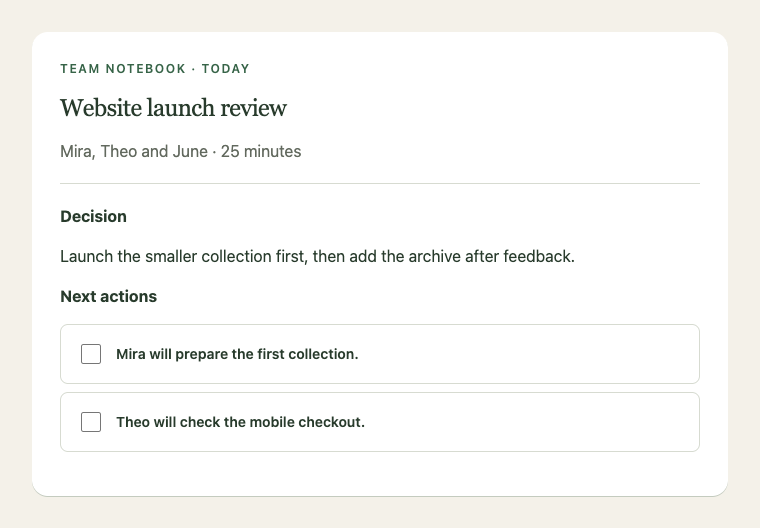 TEAM NOTEBOOK · TODAY
Website launch review
Mira, Theo and June · 25 minutes
Decision
Launch the smaller collection first, then add the archive after feedback.
Next actions
Mira will prepare the first collection.
Theo will check the mobile checkout.